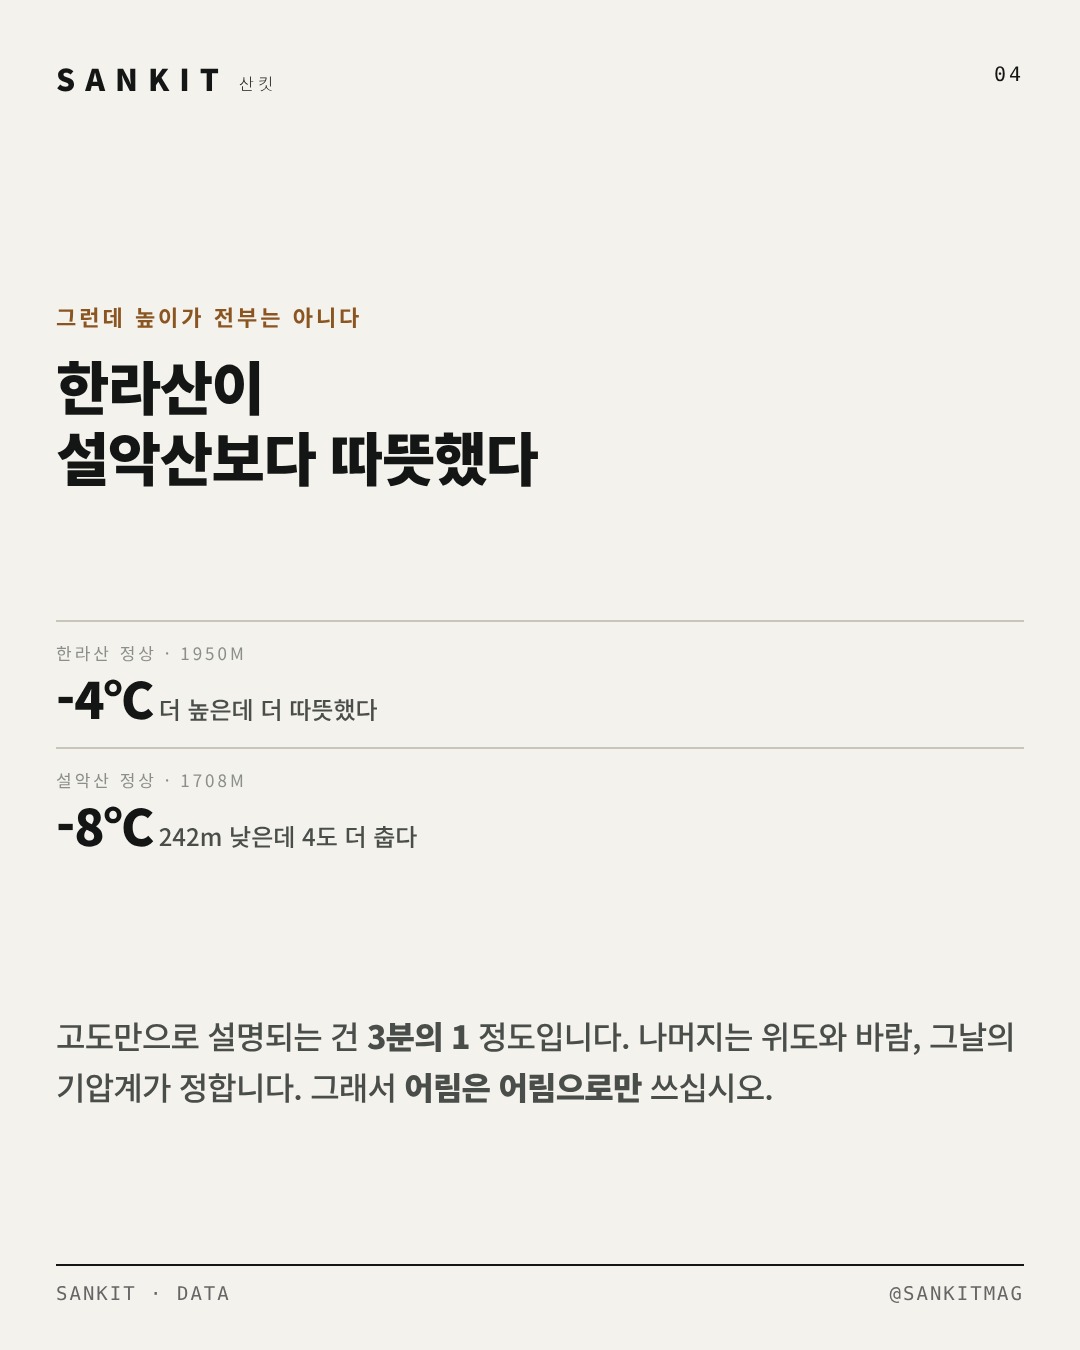 SANKIT 산킷
04
그런데 높이가 전부는 아니다
한라산이
설악산보다 따뜻했다
한라산 정상 · 1950M
-4°C 더 높은데 더 따뜻했다
설악산 정상 · 1708M
-8°C 242m 낮은데 4도 더 춥다
고도만으로 설명되는 건 3분의 1 정도입니다. 나머지는 위도와 바람, 그날의
기압계가 정합니다. 그래서 어림은 어림으로만 쓰십시오.
SANKIT · DATA
@SANKITMAG